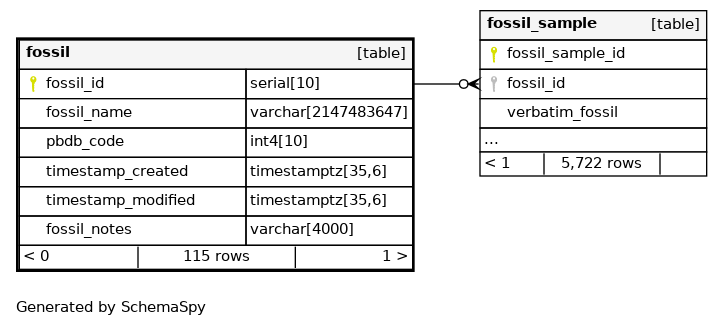 fossil [table]
fossil_id serial[10]
fossil_name varchar[2147483647]
pbdb_code int4[10]
timestamp_created timestamptz[35,6]
timestamp_modified timestamptz[35,6]
fossil_notes varchar[4000]
< 0 115 rows 1 >
fossil_sample [table]
fossil_sample_id
fossil_id
verbatim_fossil
...
< 1 5,722 rows
Generated by SchemaSpy